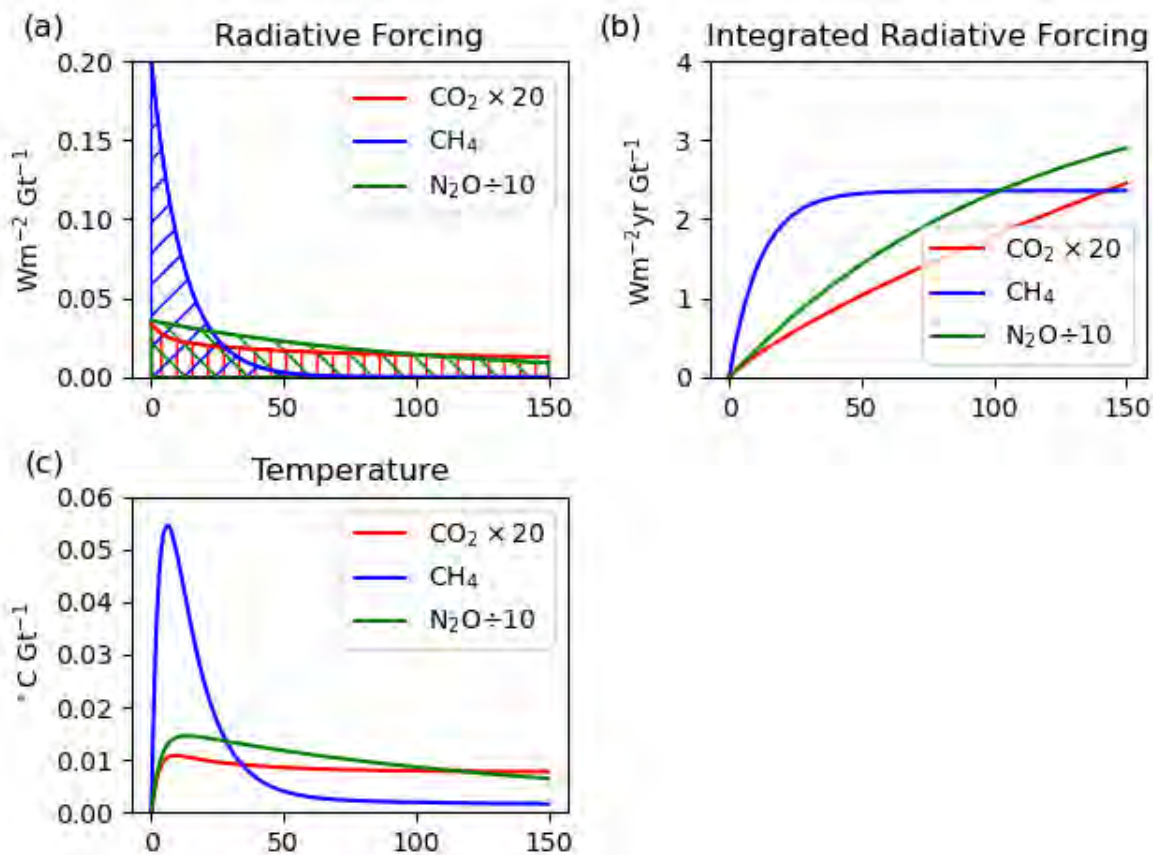 (a) Radiative Forcing
Wm⁻² Gt⁻¹
0.20
0.15
0.10
0.05
0.00
CO₂ × 20
CH₄
N₂O÷10
0 50 100 150
(b) Integrated Radiative Forcing
Wm⁻²yr Gt⁻¹
4
3
2
1
0
CO₂ × 20
CH₄
N₂O÷10
0 50 100 150
(c) Temperature
°C Gt⁻¹
0.06
0.05
0.04
0.03
0.02
0.01
0.00
CO₂ × 20
CH₄
N₂O÷10
0 50 100 150